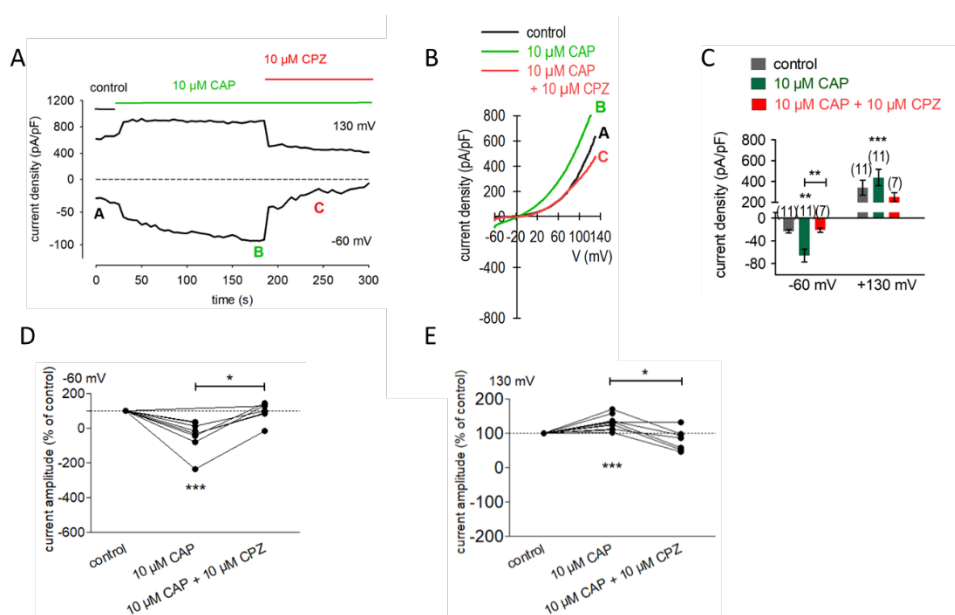 A
10 µM CPZ
control
10 µM CAP
1200
800
400
0
-50
-100
current density (pA/pF)
130 mV
-60 mV
A
B
C
0 50 100 150 200 250 300
time (s)
B
control
10 µM CAP
10 µM CAP
+ 10 µM CPZ
800
600
400
200
0
-200
-400
-600
-800
current density (pA/pF)
B
A
C
-60 -20 20 60 100 140
V (mV)
C
control
10 µM CAP
10 µM CAP + 10 µM CPZ
800
600
400
200
0
-40
-80
current density (pA/pF)
***
(11)
(11)
(7)
**
**
(11)
(11)
(7)
-60 mV +130 mV
D
-60 mV
*
200
0
-200
-400
-600
current amplitude (% of control)
***
control
10 µM CAP
10 µM CAP + 10 µM CPZ
E
130 mV
*
200
100
0
-100
-200
current amplitude (% of control)
***
control
10 µM CAP
10 µM CAP + 10 µM CPZ